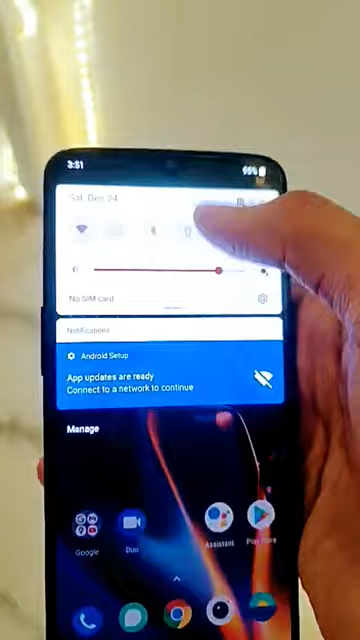 3:51
95%
Sat, Dec 24
No SIM card
Notifications
Android Setup
App updates are ready
Connect to a network to continue
Manage
Google
Duo
Assistant
Play Store